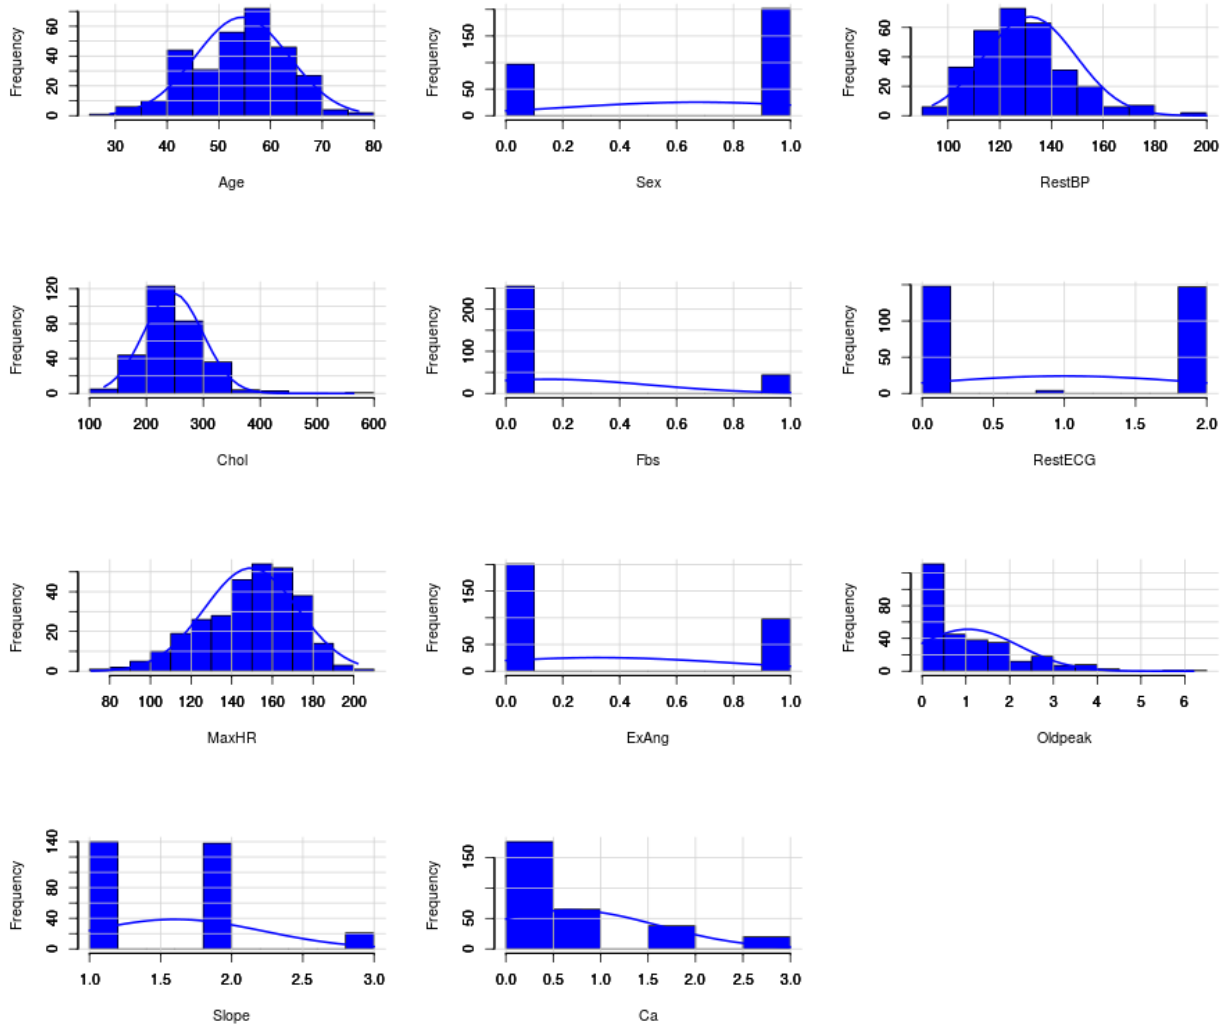 Frequency
0 20 40 60
30 40 50 60 70 80
Age
Frequency
0 50 150
0.0 0.2 0.4 0.6 0.8 1.0
Sex
Frequency
0 20 40 60
100 120 140 160 180 200
RestBP
Frequency
0 40 80 120
100 200 300 400 500 600
Chol
Frequency
0 100 200
0.0 0.2 0.4 0.6 0.8 1.0
Fbs
Frequency
0 50 100
0.0 0.5 1.0 1.5 2.0
RestECG
Frequency
0 20 40
80 100 120 140 160 180 200
MaxHR
Frequency
0 50 150
0.0 0.2 0.4 0.6 0.8 1.0
ExAng
Frequency
0 40 80
0 1 2 3 4 5 6
Oldpeak
Frequency
0 40 80 140
1.0 1.5 2.0 2.5 3.0
Slope
Frequency
0 50 150
0.0 0.5 1.0 1.5 2.0 2.5 3.0
Ca